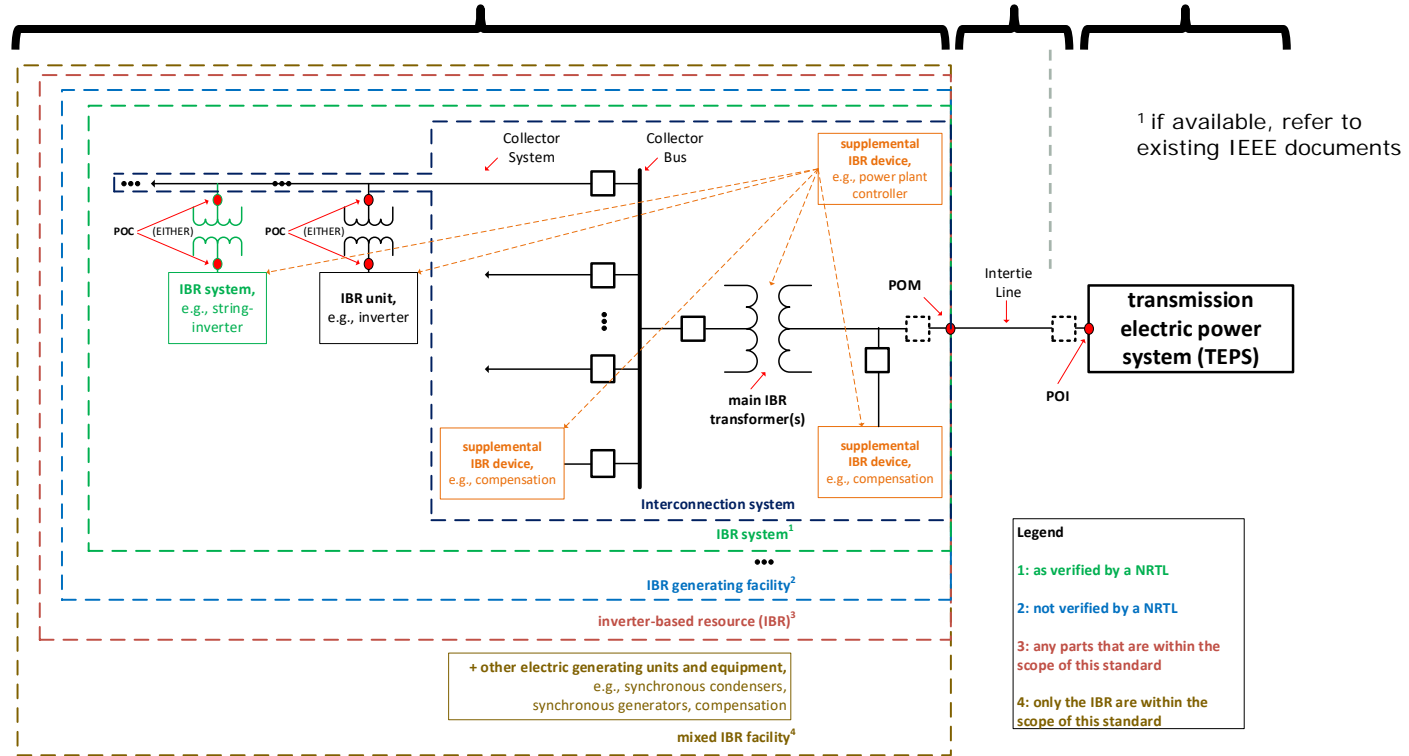 ¹ if available, refer to
existing IEEE documents
Collector
System
Collector
Bus
supplemental
IBR device,
e.g., power plant
controller
POC
(EITHER)
POC
(EITHER)
IBR system,
e.g., string-
inverter
IBR unit,
e.g., inverter
POM
Intertie
Line
transmission
electric power
system (TEPS)
POI
main IBR
transformer(s)
supplemental
IBR device,
e.g., compensation
supplemental
IBR device,
e.g., compensation
Interconnection system
IBR system¹
IBR generating facility²
inverter-based resource (IBR)³
+ other electric generating units and equipment,
e.g., synchronous condensers,
synchronous generators, compensation
mixed IBR facility⁴
Legend
1: as verified by a NRTL
2: not verified by a NRTL
3: any parts that are within the
scope of this standard
4: only the IBR are within the
scope of this standard